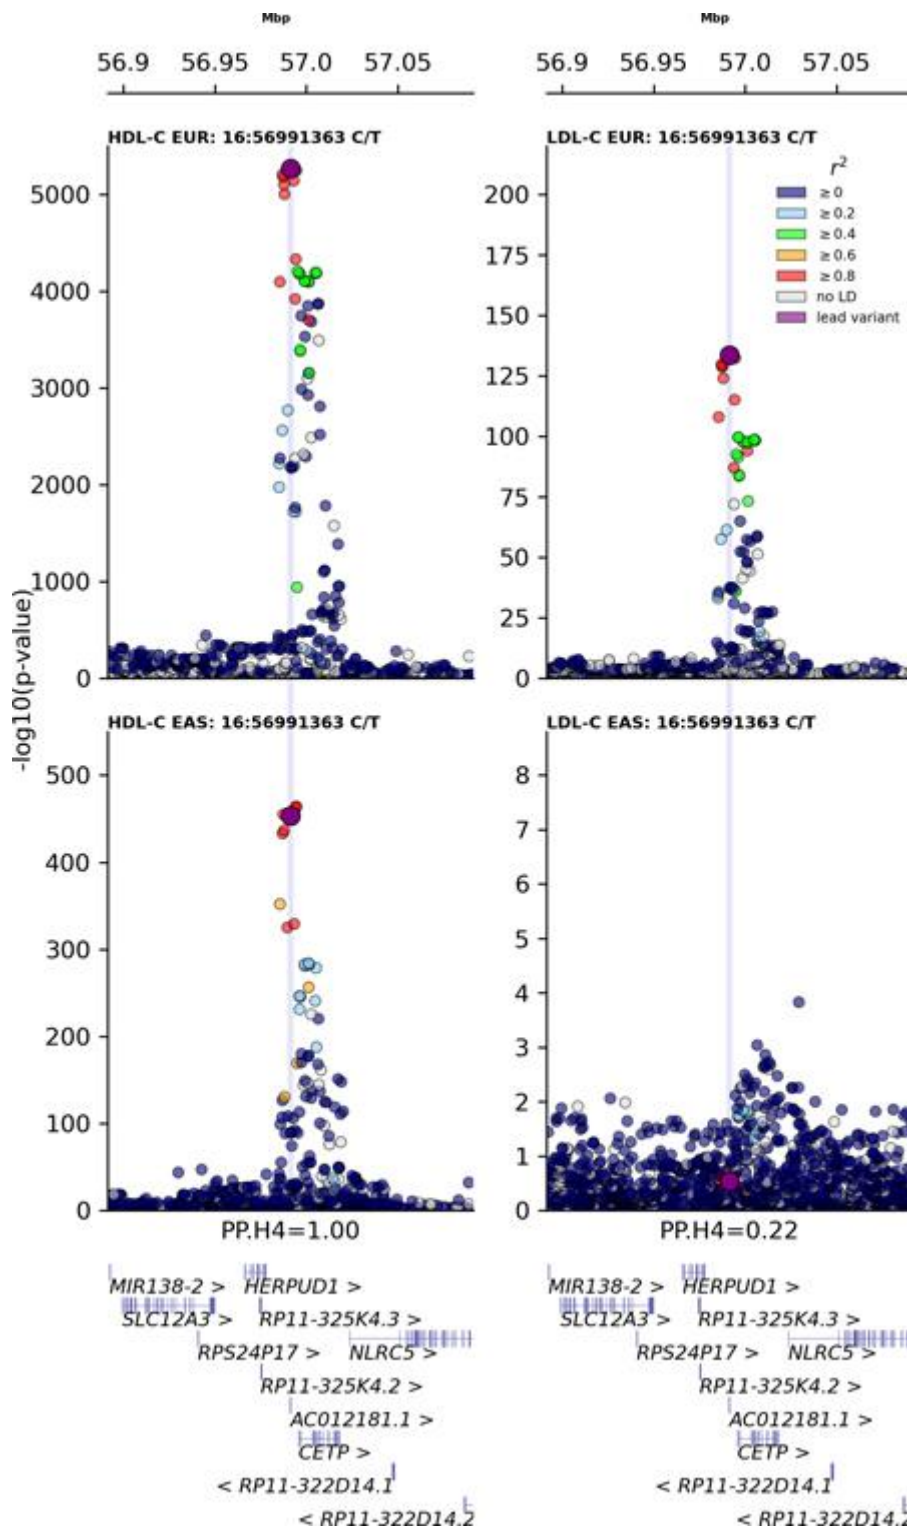 Mbp
Mbp
56.9 56.95 57.0 57.05
56.9 56.95 57.0 57.05
HDL-C EUR: 16:56991363 C/T
LDL-C EUR: 16:56991363 C/T
5000
4000
3000
2000
1000
0
200
175
150
125
100
75
50
25
0
r²
≥0
≥0.2
≥0.4
≥0.6
≥0.8
no LD
lead variant
-log10(p-value)
HDL-C EAS: 16:56991363 C/T
LDL-C EAS: 16:56991363 C/T
500
400
300
200
100
0
8
7
6
5
4
3
2
1
0
PP.H4=1.00
PP.H4=0.22
MIR138-2 > HERPUD1 >
SLC12A3 > RP11-325K4.3 >
RPS24P17 > NLRC5 >
RP11-325K4.2 >
AC012181.1 >
CETP >
< RP11-322D14.1
< RP11-322D14.2
MIR138-2 > HERPUD1 >
SLC12A3 > RP11-325K4.3 >
RPS24P17 > NLRC5 >
RP11-325K4.2 >
AC012181.1 >
CETP >
< RP11-322D14.1
< RP11-322D14.2